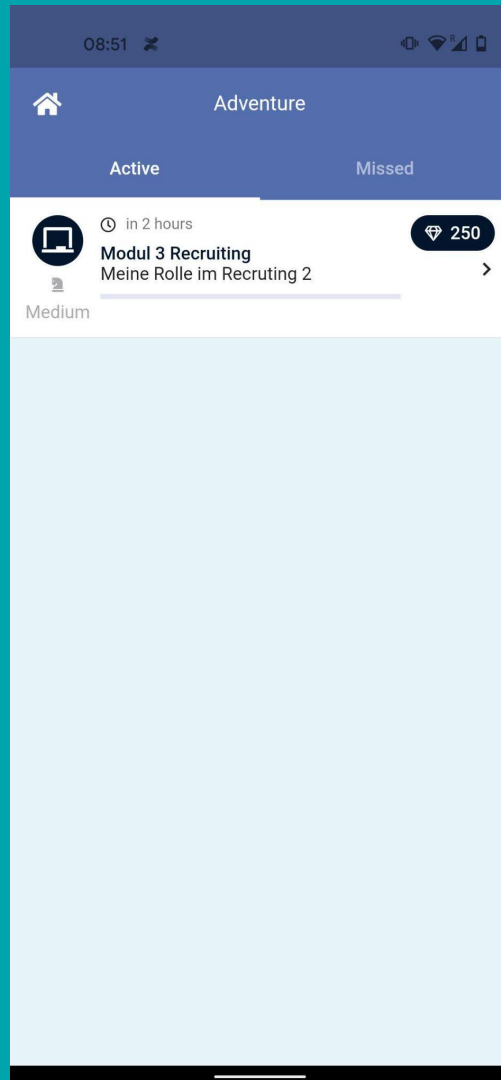 08:51
R
Adventure
Active
Missed
in 2 hours
250
Modul 3 Recruiting
Meine Rolle im Recruting 2
Medium